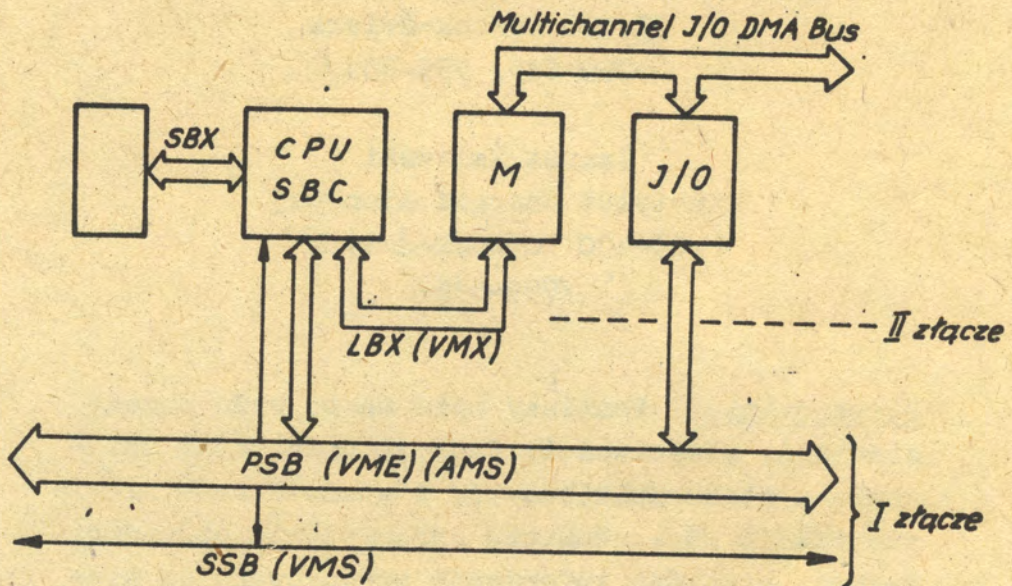 Multichannel J/O DMA Bus
SBX
CPU
SBC
M
J/O
LBX (VMX)
II złącze
PSB (VME) (AMS)
I złącze
SSB (VMS)